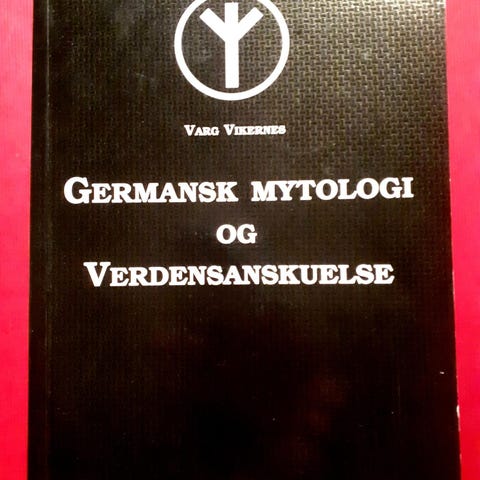 VARG VIKERNES
GERMANSK MYTOLOGI
OG
VERDENSANSKUELSE